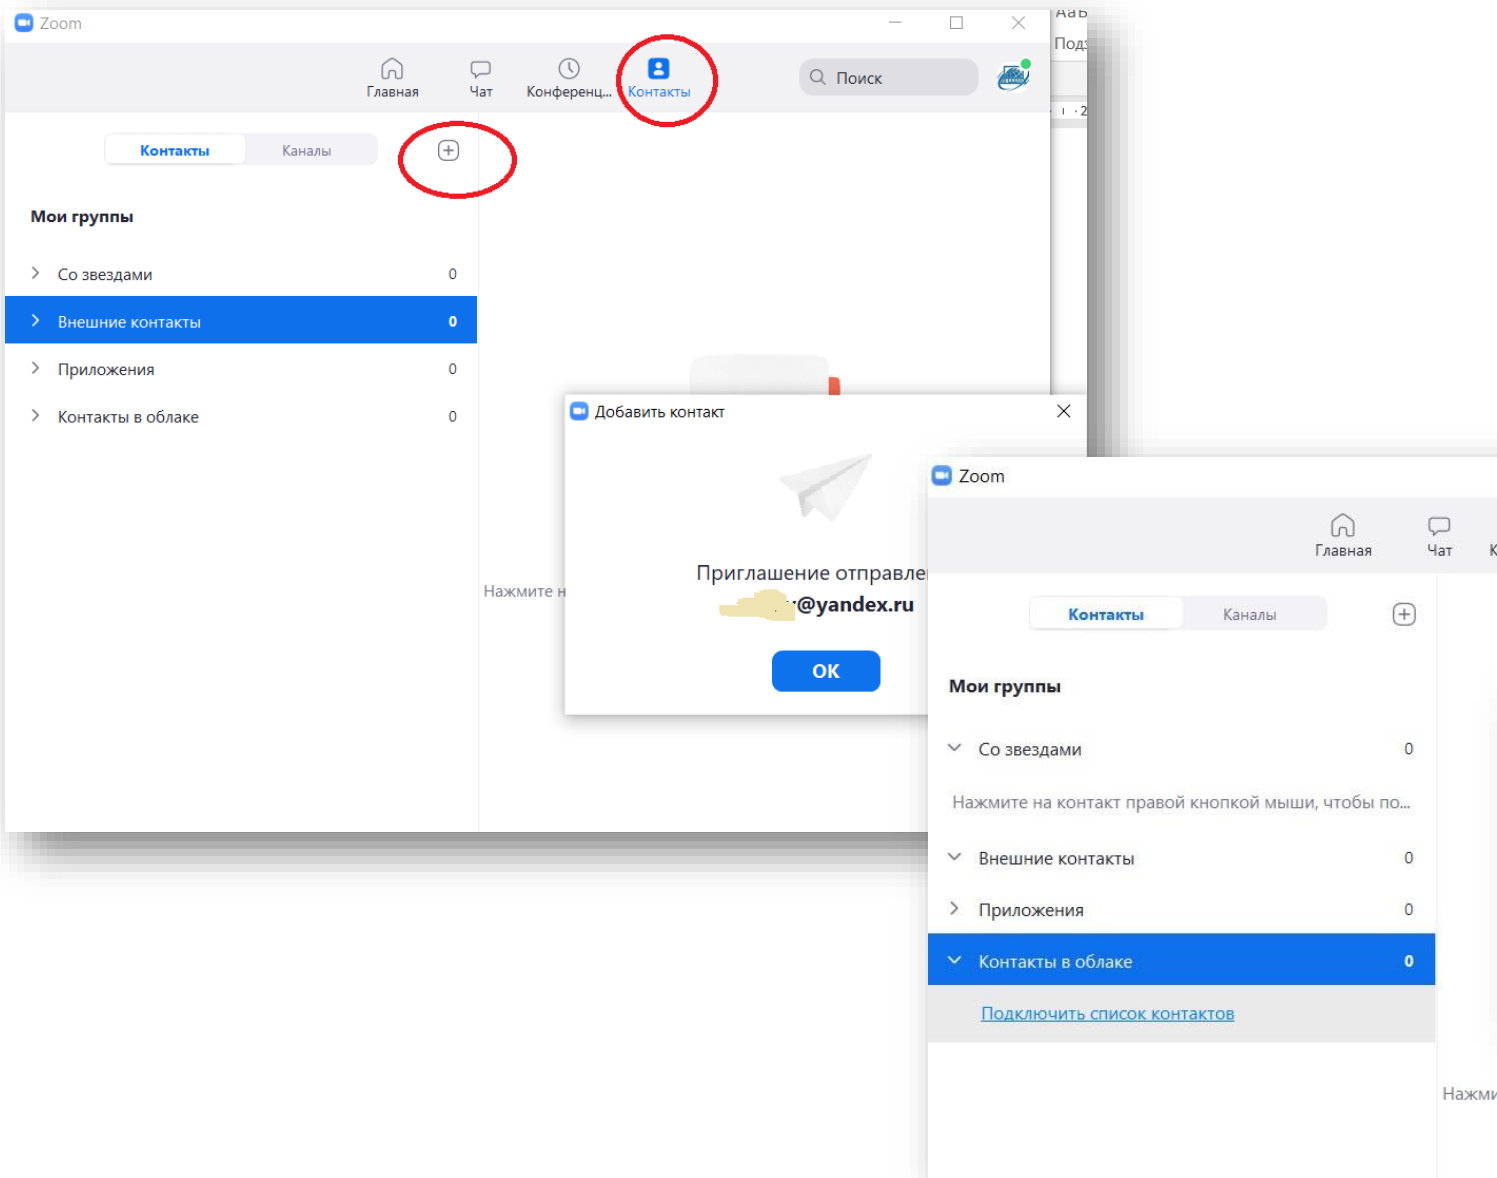 Zoom
Главная
Чат
Конференц...
Контакты
Поиск
Контакты
Каналы
Мои группы
Со звездами 0
Внешние контакты 0
Приложения 0
Контакты в облаке 0
Нажмите н
Добавить контакт
Приглашение отправле
@yandex.ru
OK
Zoom
Главная
Чат
К
Контакты
Каналы
Мои группы
Со звездами 0
Нажмите на контакт правой кнопкой мыши, чтобы по...
Внешние контакты 0
Приложения 0
Контакты в облаке 0
Подключить список контактов
Нажми